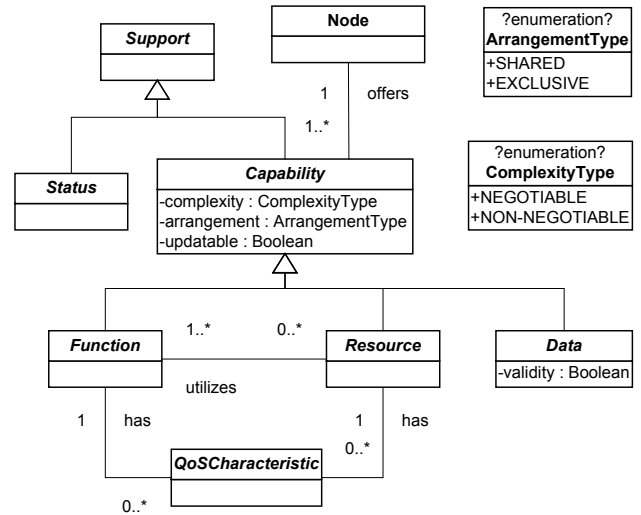 Node
?enumeration?
ArrangementType
+SHARED
+EXCLUSIVE
Support
1 offers
1..*
?enumeration?
ComplexityType
+NEGOTIABLE
+NON-NEGOTIABLE
Status
Capability
-complexity : ComplexityType
-arrangement : ArrangementType
-updatable : Boolean
1..* 0..*
Function
Resource
Data
-validity : Boolean
utilizes
1 has
1 has
0..*
QoSCharacteristic
0..*